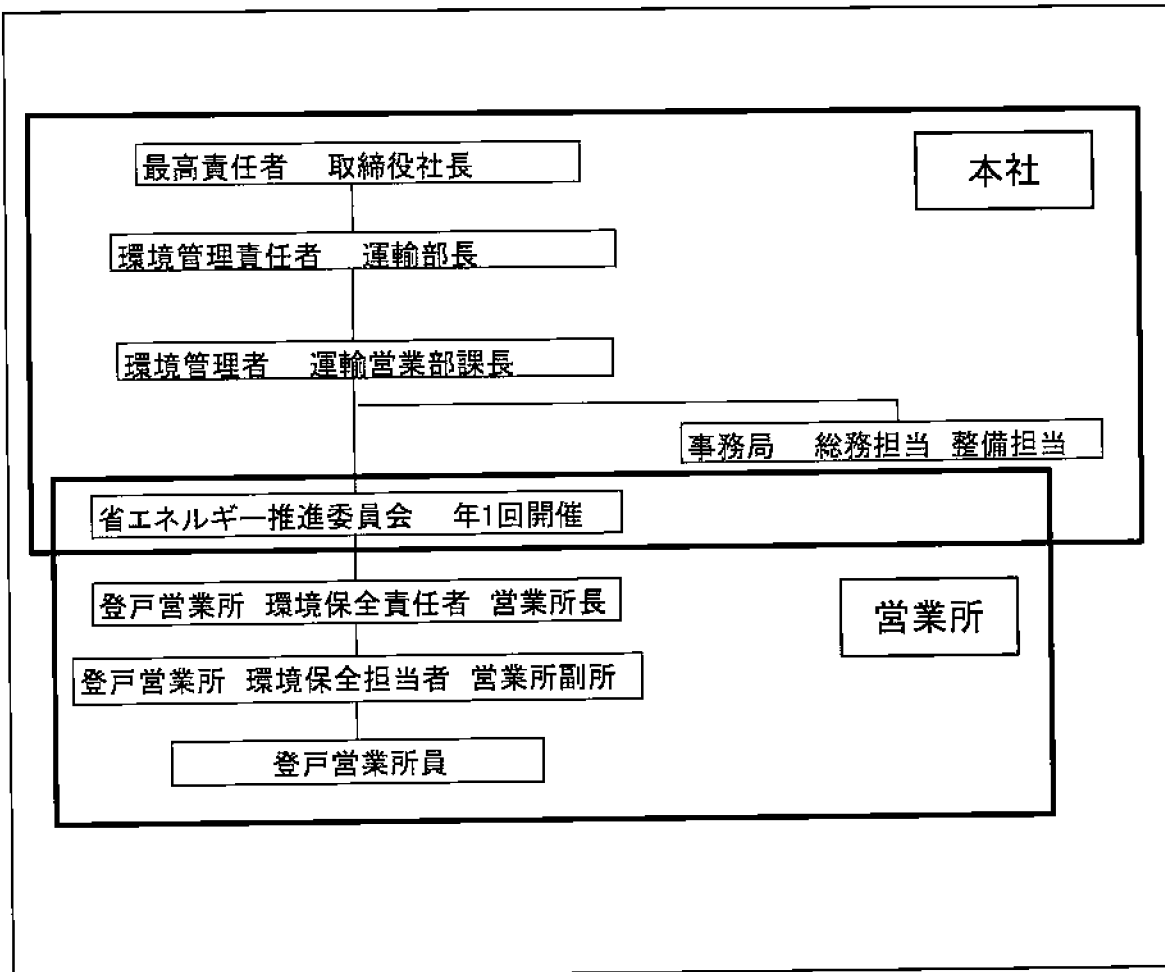 最高責任者　取締役社長
本社
環境管理責任者　運輸部長
環境管理者　運輸営業部課長
事務局　総務担当　整備担当
省エネルギー推進委員会　年1回開催
登戸営業所　環境保全責任者　営業所長
営業所
登戸営業所　環境保全担当者　営業所副所
登戸営業所員